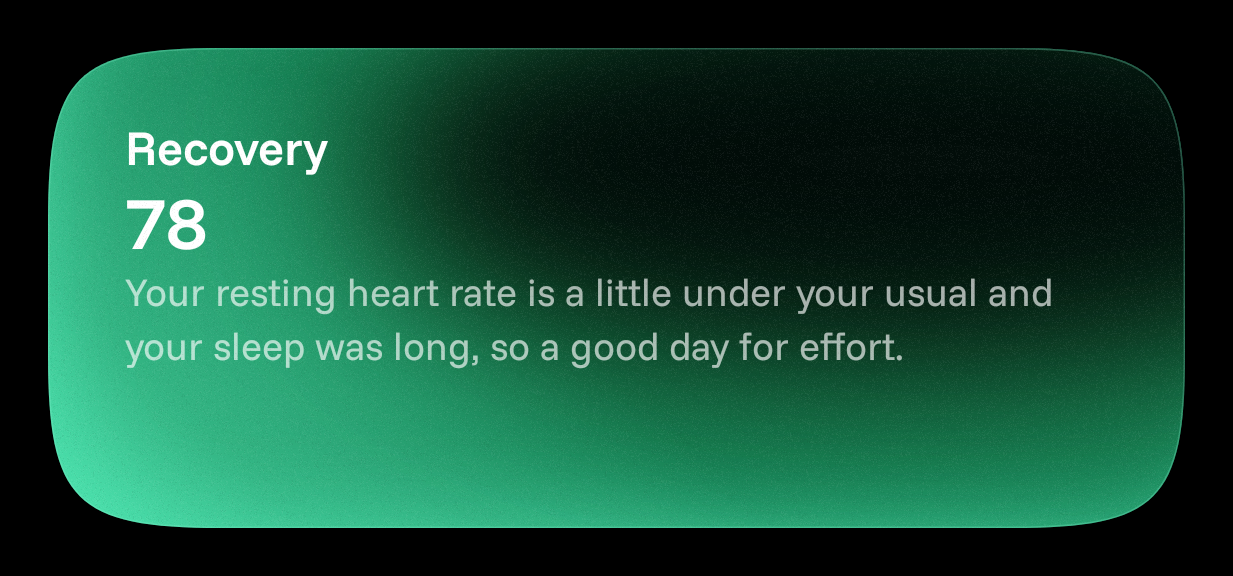 Recovery
78
Your resting heart rate is a little under your usual and
your sleep was long, so a good day for effort.